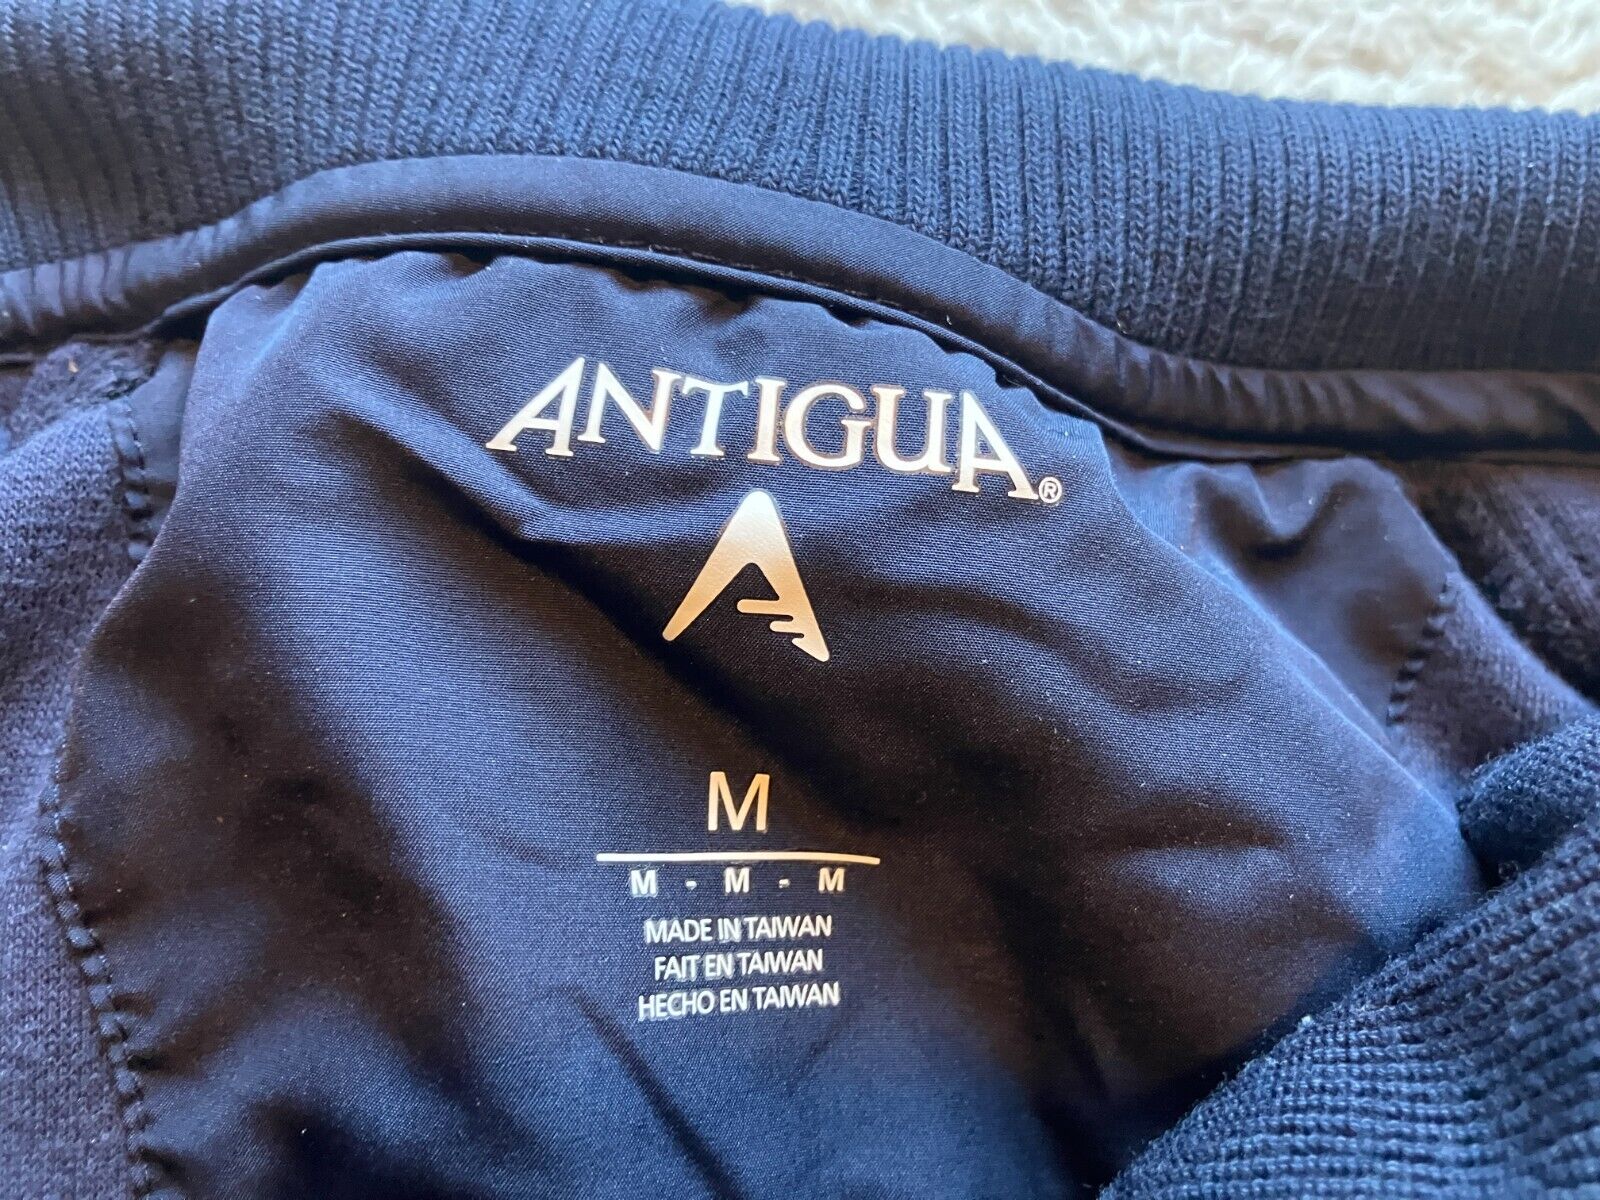 ANTIGUA®
M
M - M - M
MADE IN TAIWAN
FAIT EN TAIWAN
HECHO EN TAIWAN